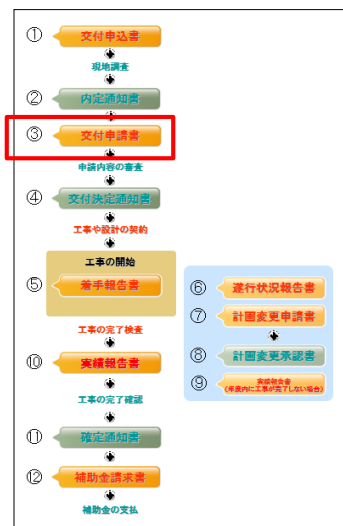 ① 交付申込書
現地調査
② 内定通知書
③ 交付申請書
申請内容の審査
④ 交付決定通知書
工事や設計の契約
工事の開始
⑤ 着手報告書
⑥ 遂行状況報告書
⑦ 計画変更申請書
⑧ 計画変更承認書
⑨ 実績報告書
(年度内に工事が完了しない場合)
工事の完了検査
⑩ 実績報告書
工事の完了確認
⑪ 確定通知書
⑫ 補助金請求書
補助金の支払